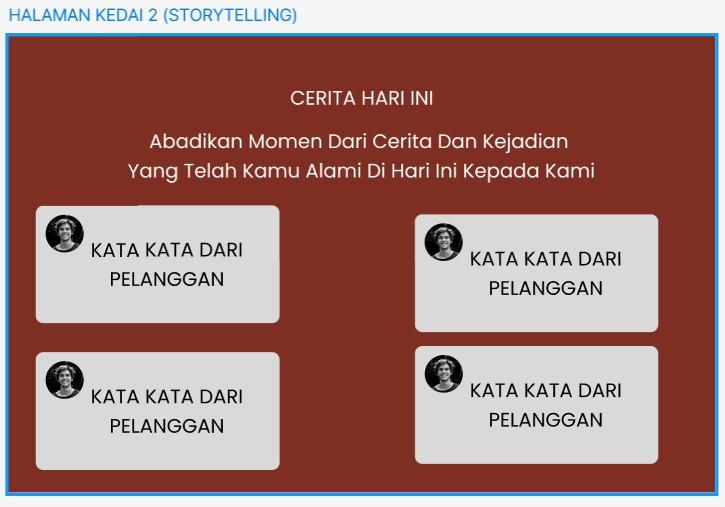 HALAMAN KEDAI 2 (STORYTELLING)
CERITA HARI INI
Abadikan Momen Dari Cerita Dan Kejadian
Yang Telah Kamu Alami Di Hari Ini Kepada Kami
KATA KATA DARI
PELANGGAN
KATA KATA DARI
PELANGGAN
KATA KATA DARI
PELANGGAN
KATA KATA DARI
PELANGGAN